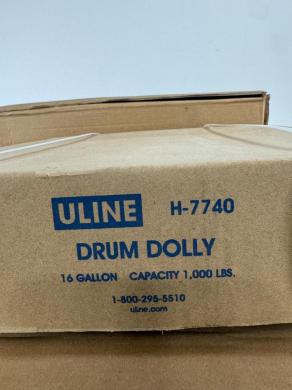 ULINE H-7740
DRUM DOLLY
16 GALLON CAPACITY 1,000 LBS.
1-800-295-5510
uline.com